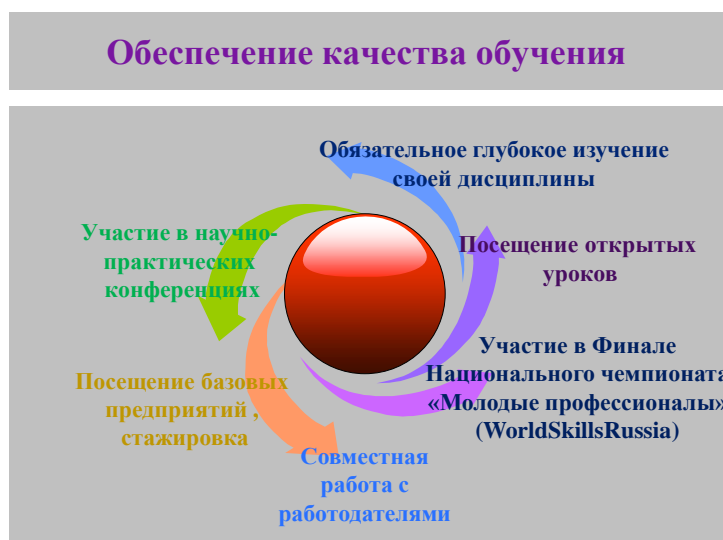 Обеспечение качества обучения
Обязательное глубокое изучение
своей дисциплины
Посещение открытых
уроков
Участие в Финале
Национального чемпионата
«Молодые профессионалы»
(WorldSkillsRussia)
Совместная
работа с
работодателями
Посещение базовых
предприятий ,
стажировка
Участие в научно-
практических
конференциях